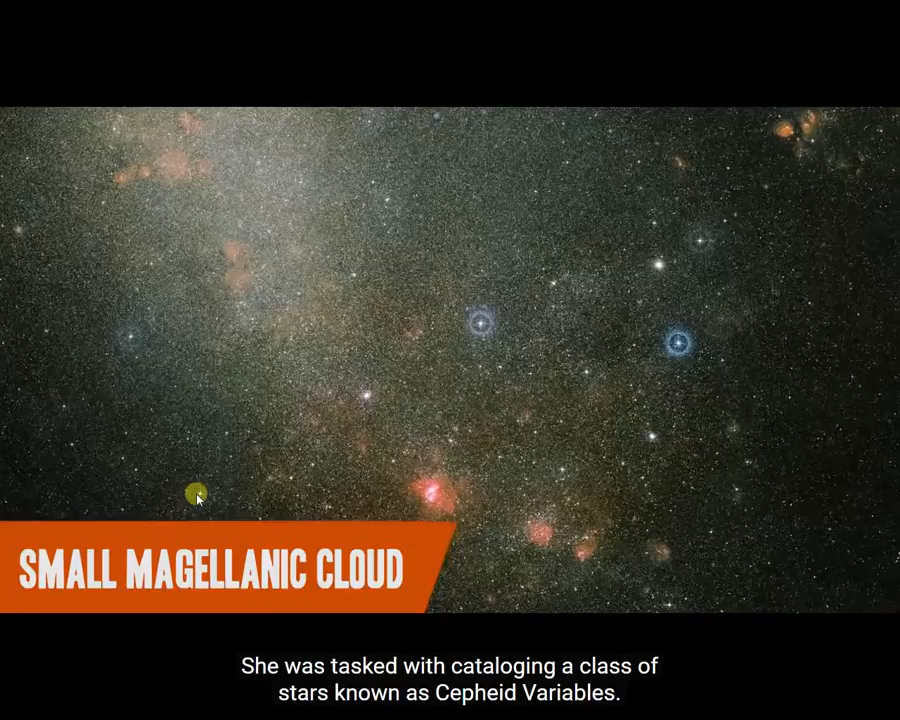 SMALL MAGELLANIC CLOUD
She was tasked with cataloging a class of
stars known as Cepheid Variables.